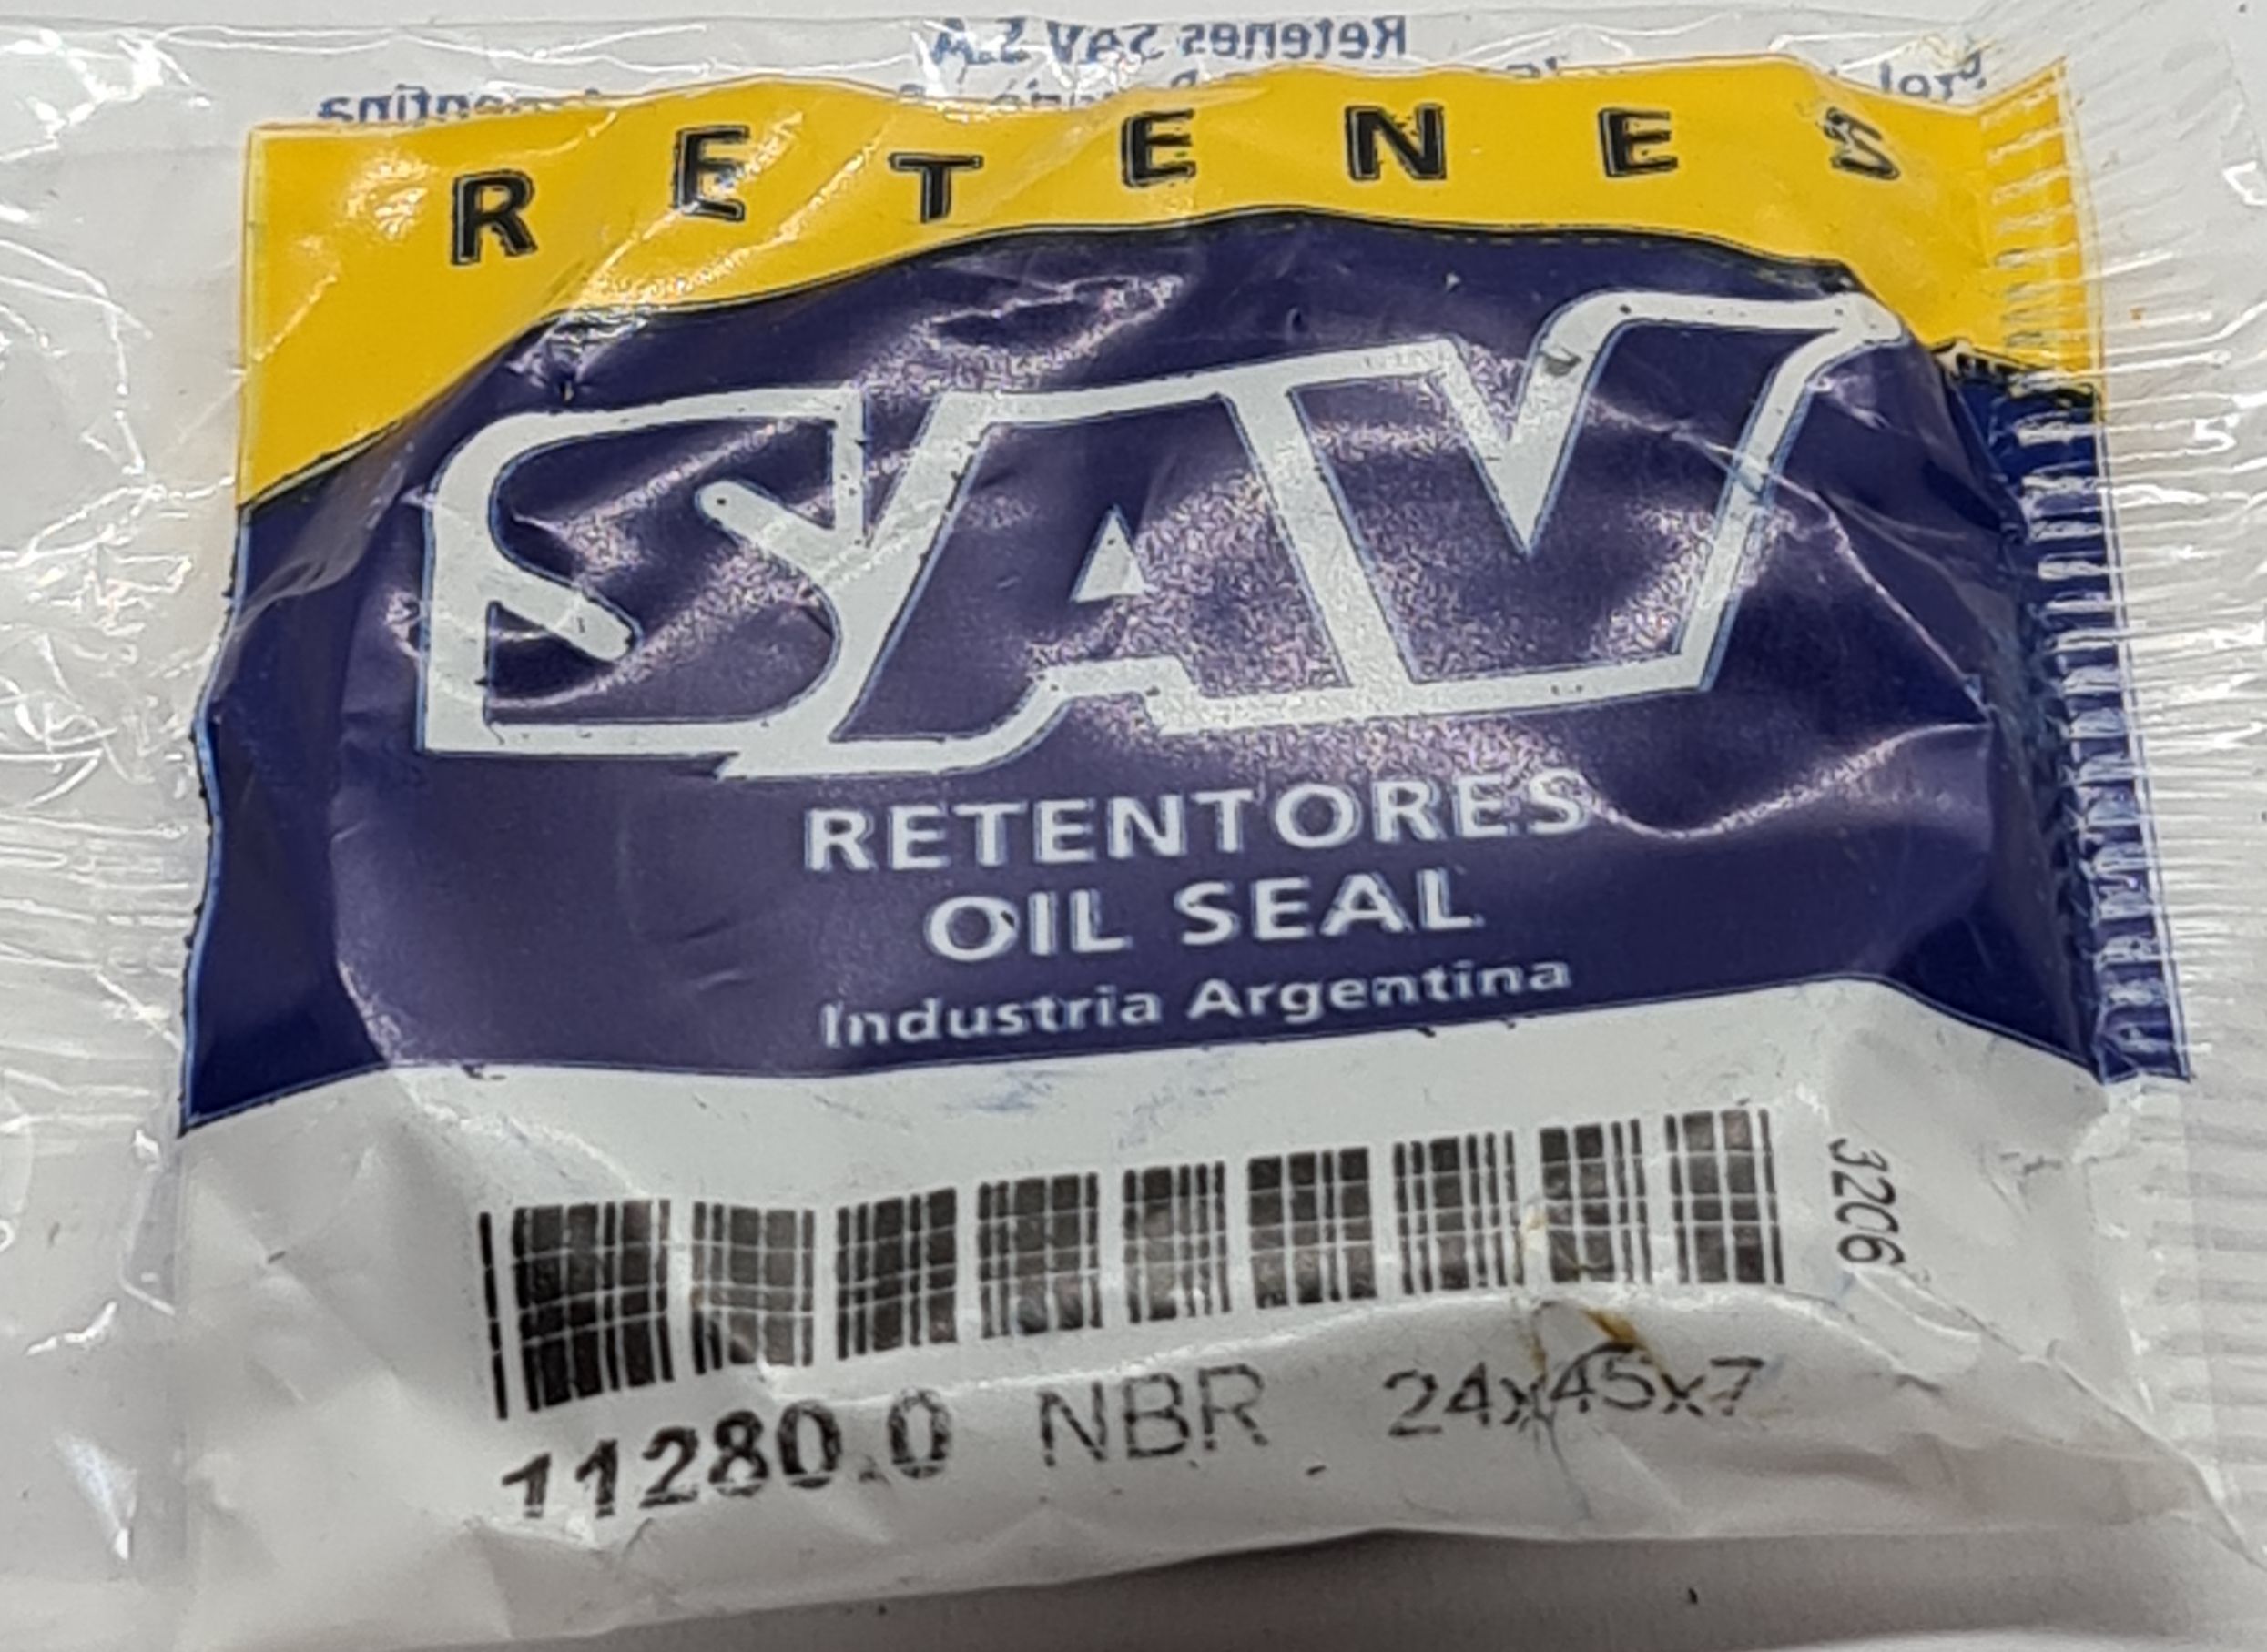 Retenes SAV S.A
RETENES
SAV
RETENTORES
OIL SEAL
Industria Argentina
3206
11280.0 NBR 24x45x7